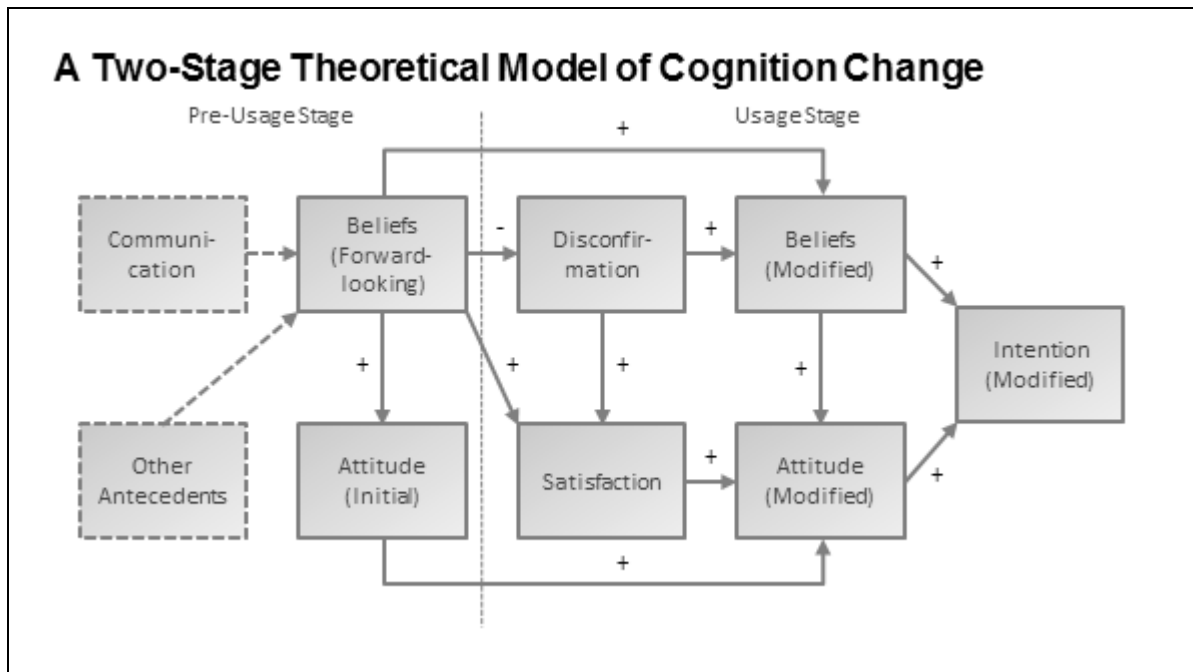 A Two-Stage Theoretical Model of Cognition Change
Pre-Usage Stage
Usage Stage
+
Communi-
cation
Beliefs
(Forward-
looking)
-
Disconfir-
mation
+
Beliefs
(Modified)
+
+
+
+
+
Intention
(Modified)
Other
Antecedents
Attitude
(Initial)
Satisfaction
+
Attitude
(Modified)
+
+